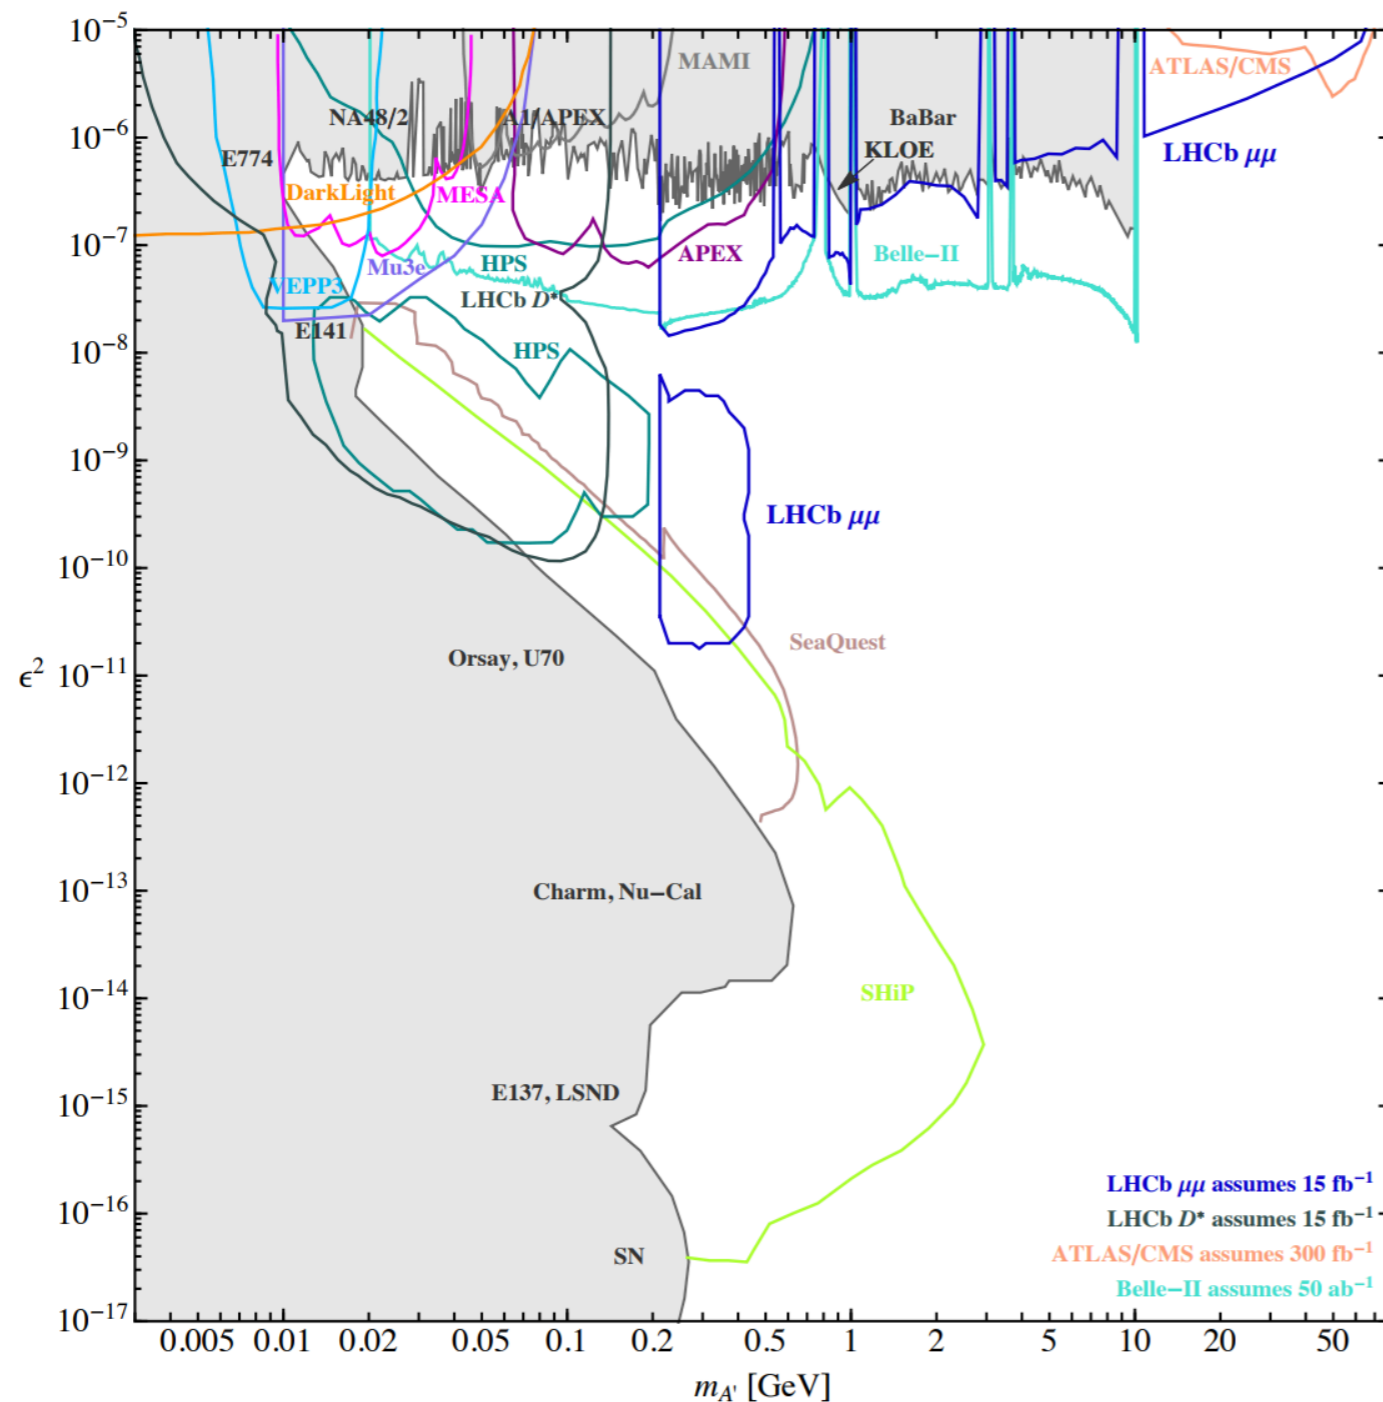 10⁻⁵
MAMI
ATLAS/CMS
NA48/2
A1/APEX
BaBar
10⁻⁶
E774
KLOE
LHCb μμ
DarkLight
MESA
10⁻⁷
Mu3e
HPS
APEX
Belle−II
VEPP3
LHCb D*
E141
10⁻⁸
HPS
10⁻⁹
LHCb μμ
10⁻¹⁰
SeaQuest
Orsay, U70
ϵ²
10⁻¹¹
10⁻¹²
Charm, Nu−Cal
10⁻¹³
SHiP
10⁻¹⁴
E137, LSND
10⁻¹⁵
LHCb μμ assumes 15 fb⁻¹
10⁻¹⁶
LHCb D* assumes 15 fb⁻¹
SN
ATLAS/CMS assumes 300 fb⁻¹
Belle−II assumes 50 ab⁻¹
10⁻¹⁷
0.005 0.01 0.02 0.05 0.1 0.2 0.5 1 2 5 10 20 50
m_A' [GeV]